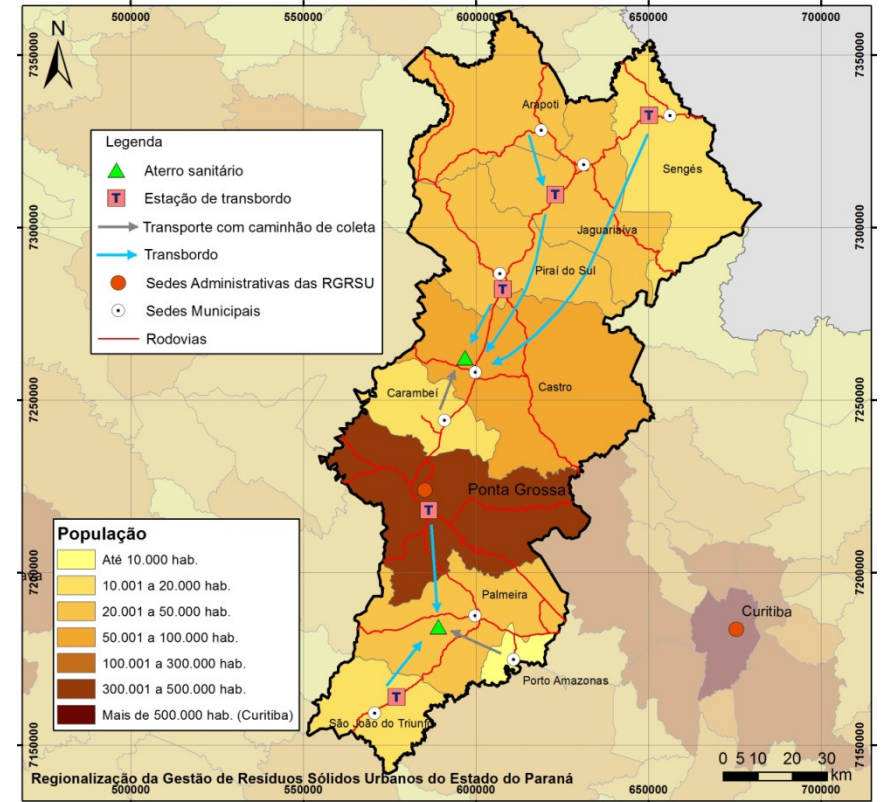 500000 550000 600000 650000 700000
7350000 7350000
N
Legenda
Aterro sanitário
T Estação de transbordo
Transporte com caminhão de coleta
Transbordo
Sedes Administrativas das RGRSU
Sedes Municipais
Rodovias
Arapoti
T
Sengés
T
7300000 7300000
Jaguariaíva
Piraí do Sul
T
7250000 7250000
Carambeí
Castro
Ponta Grossa
T
População
Até 10.000 hab.
10.001 a 20.000 hab.
20.001 a 50.000 hab.
50.001 a 100.000 hab.
100.001 a 300.000 hab.
300.001 a 500.000 hab.
Mais de 500.000 hab. (Curitiba)
7200000 7200000
Palmeira
Curitiba
Porto Amazonas
T
São João do Triunfo
7150000 7150000
0 5 10 20 30
km
Regionalização da Gestão de Resíduos Sólidos Urbanos do Estado do Paraná
500000 550000 600000 650000 700000